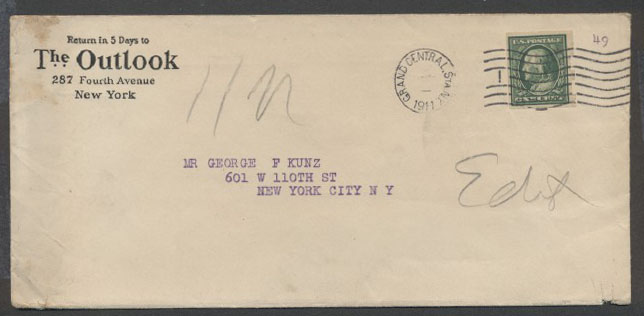 Return in 5 Days to
The Outlook
287 Fourth Avenue
New York
GRAND CENTRAL STA. N.Y.
1911
U.S. POSTAGE
49
MR GEORGE F KUNZ
601 W 110TH ST
NEW YORK CITY N Y